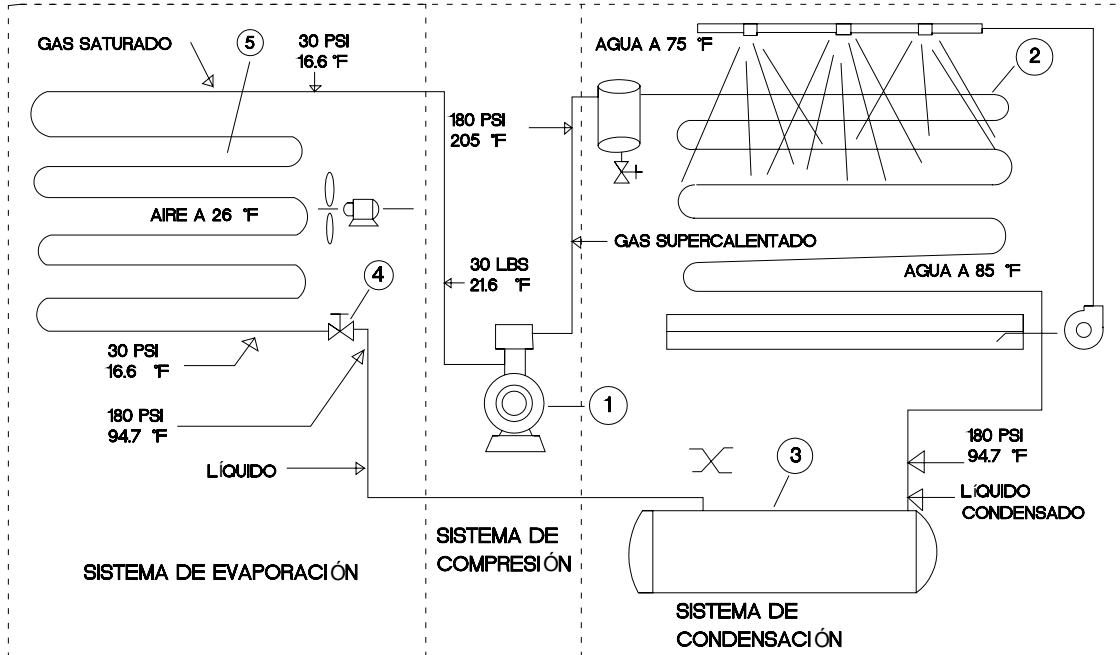 GAS SATURADO
5
30 PSI
16.6 °F
AGUA A 75 °F
2
180 PSI
205 °F
AIRE A 26 °F
GAS SUPERCALENTADO
30 LBS
21.6 °F
AGUA A 85 °F
4
30 PSI
16.6 °F
180 PSI
94.7 °F
1
LÍQUIDO
3
180 PSI
94.7 °F
LÍQUIDO
CONDENSADO
SISTEMA DE EVAPORACIÓN
SISTEMA DE
COMPRESIÓN
SISTEMA DE
CONDENSACIÓN